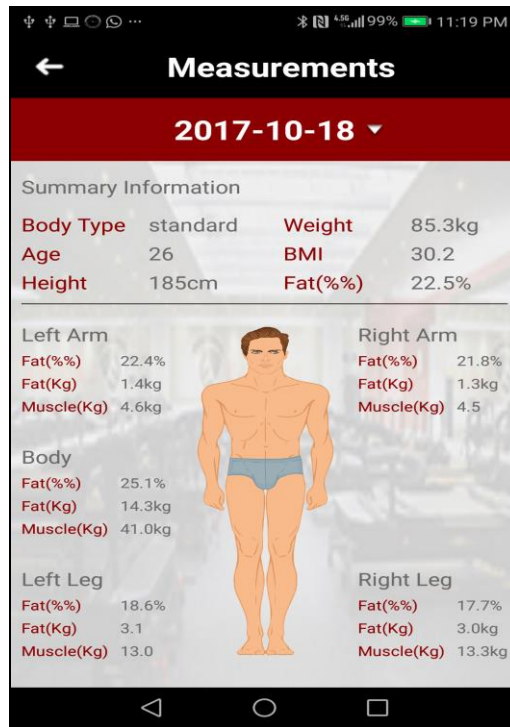 99% 11:19 PM
Measurements
2017-10-18
Summary Information
Body Type standard Weight 85.3kg
Age 26 BMI 30.2
Height 185cm Fat(%%) 22.5%
Left Arm
Fat(%%) 22.4%
Fat(Kg) 1.4kg
Muscle(Kg) 4.6kg
Right Arm
Fat(%%) 21.8%
Fat(Kg) 1.3kg
Muscle(Kg) 4.5
Body
Fat(%%) 25.1%
Fat(Kg) 14.3kg
Muscle(Kg) 41.0kg
Left Leg
Fat(%%) 18.6%
Fat(Kg) 3.1
Muscle(Kg) 13.0
Right Leg
Fat(%%) 17.7%
Fat(Kg) 3.0kg
Muscle(Kg) 13.3kg